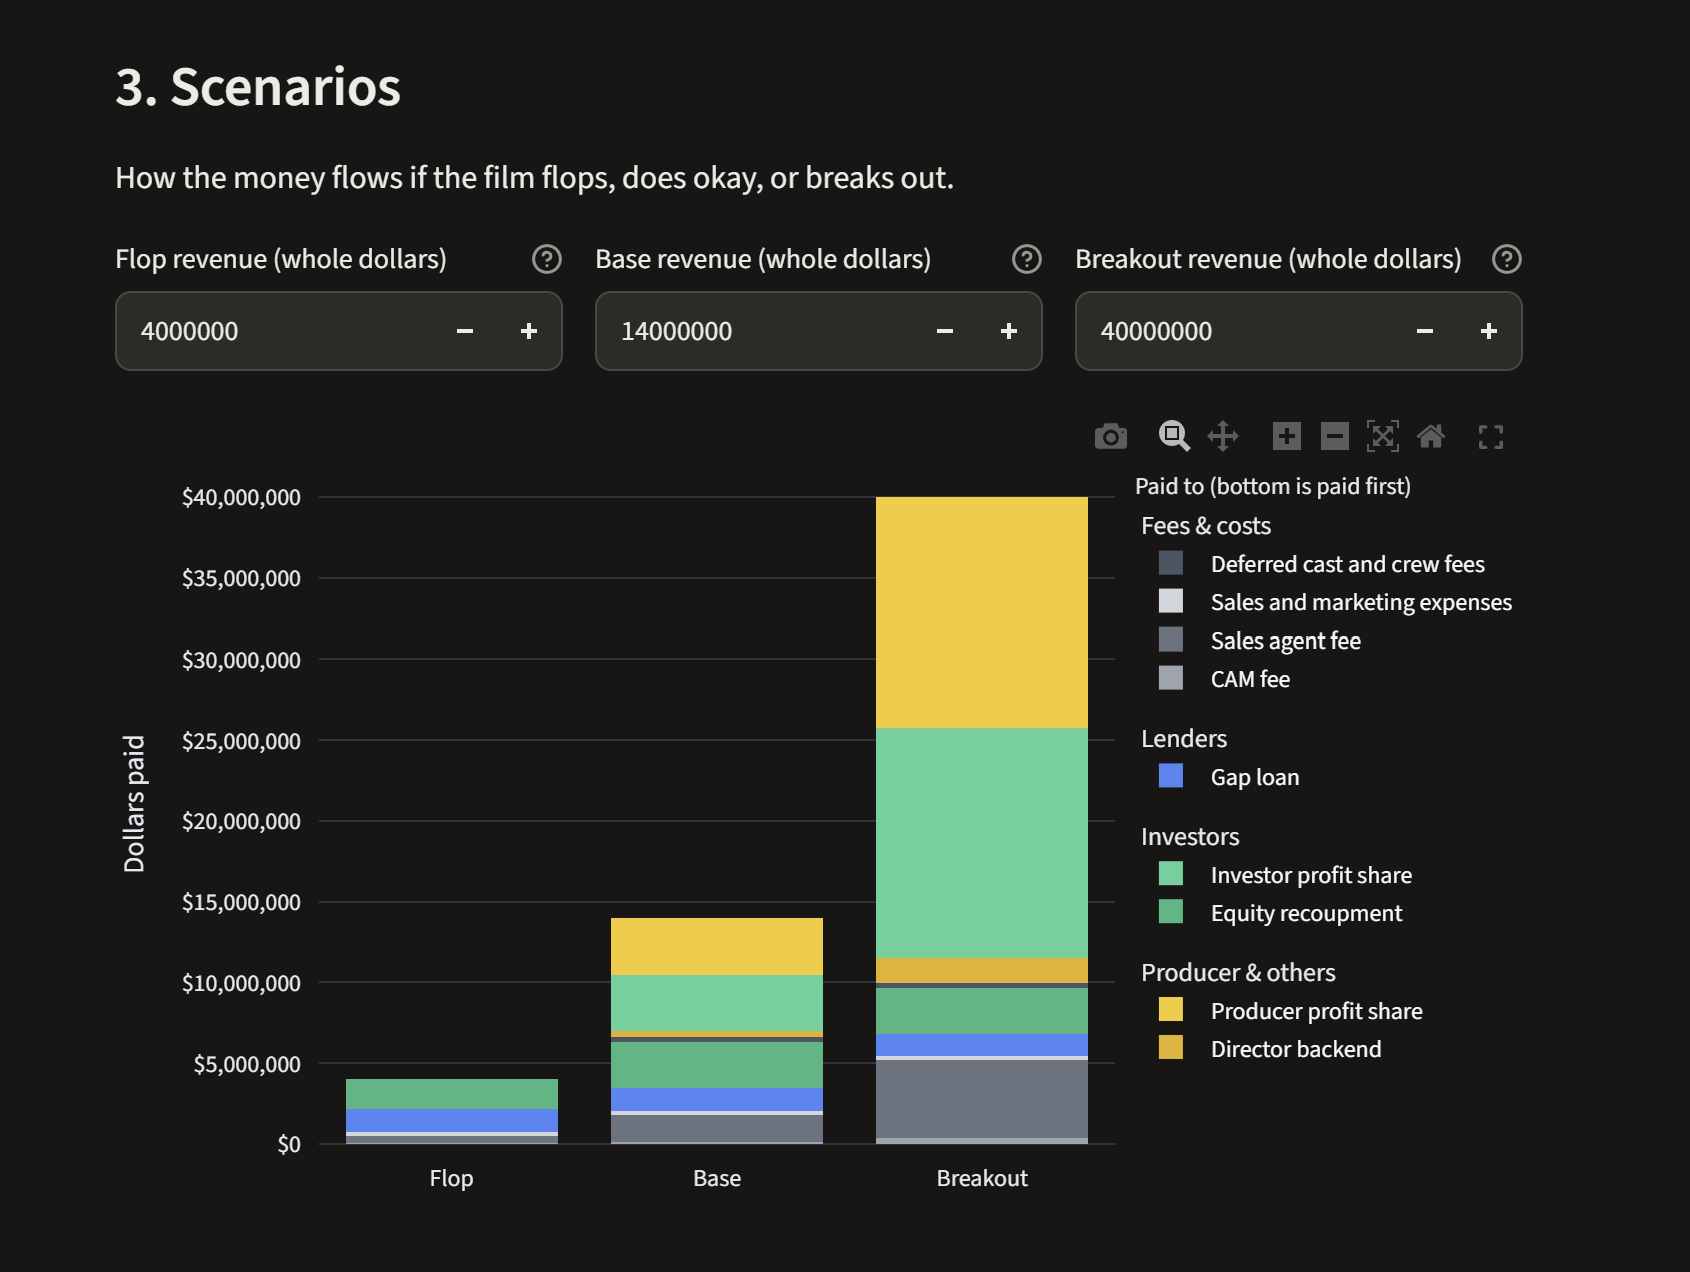 3. Scenarios
How the money flows if the film flops, does okay, or breaks out.
Flop revenue (whole dollars)
Base revenue (whole dollars)
Breakout revenue (whole dollars)
4000000
14000000
40000000
Paid to (bottom is paid first)
Fees & costs
Deferred cast and crew fees
Sales and marketing expenses
Sales agent fee
CAM fee
Lenders
Gap loan
Investors
Investor profit share
Equity recoupment
Producer & others
Producer profit share
Director backend
Dollars paid
$40,000,000
$35,000,000
$30,000,000
$25,000,000
$20,000,000
$15,000,000
$10,000,000
$5,000,000
$0
Flop
Base
Breakout